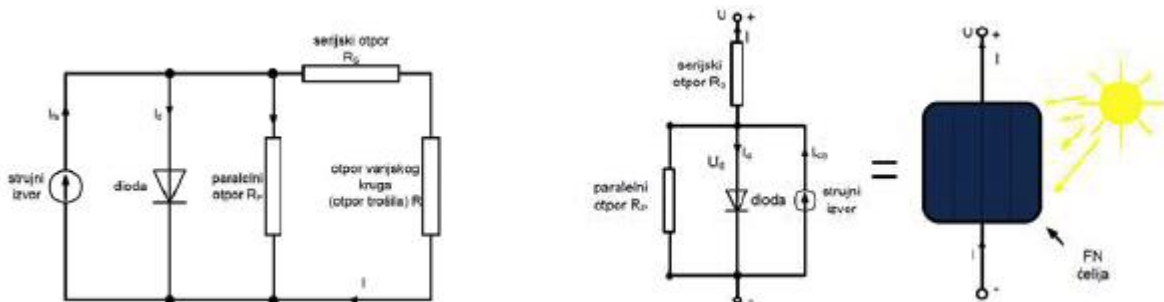 serijski otpor
R
strujni
izvor
dioda
paralelni
otpor R
otpor vanjskog
kruga
(otpor trošila) R
I
U +
I
serijski
otpor R
paralelni
otpor R
U
dioda
strujni
izvor
=
U +
I
I
FN
ćelija
-
-